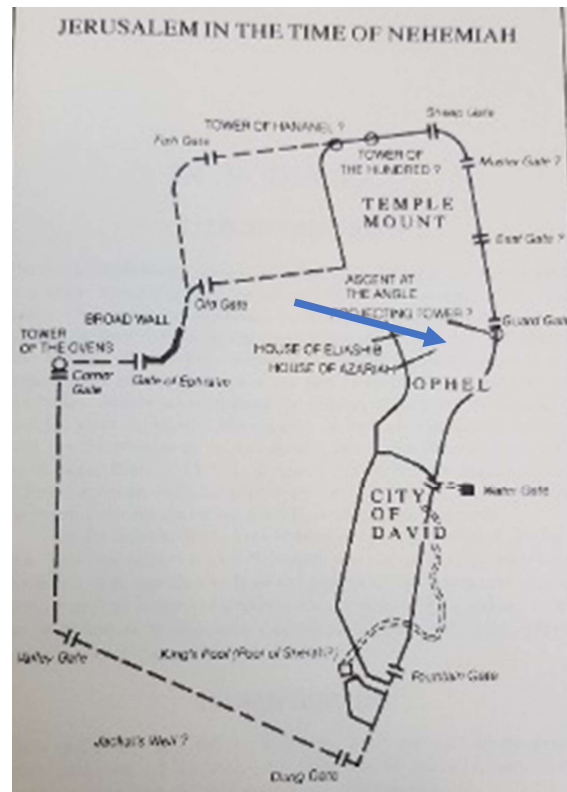 JERUSALEM IN THE TIME OF NEHEMIAH
Sheep Gate
TOWER OF HANANEL ?
Fish Gate
TOWER OF
THE HUNDRED ?
Muster Gate ?
TEMPLE
MOUNT
East Gate ?
ASCENT AT
THE ANGLE
Old Gate
TOWER ?
Guard Gate
BROAD WALL
TOWER
OF THE OVENS
HOUSE OF ELIASHIB
HOUSE OF AZARIAH
Corner
Gate
Gate of Ephraim
OPHEL
CITY
OF
DAVID
Water Gate
Valley Gate
King's Pool (Pool of Shelah?)
Fountain Gate
Jackal's Well ?
Dung Gate